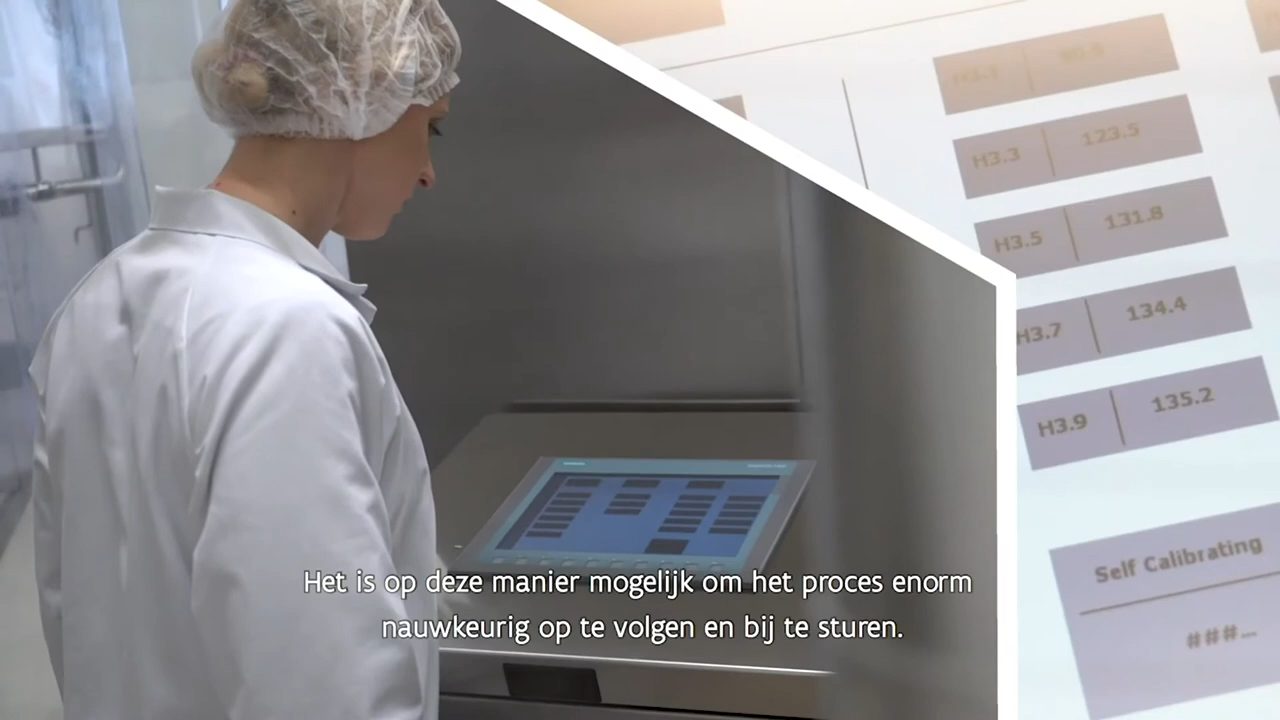 H3.3 123.5
H3.5 131.8
H3.7 134.4
H3.9 135.2
Self Calibrating
###...
Het is op deze manier mogelijk om het proces enorm
nauwkeurig op te volgen en bij te sturen.